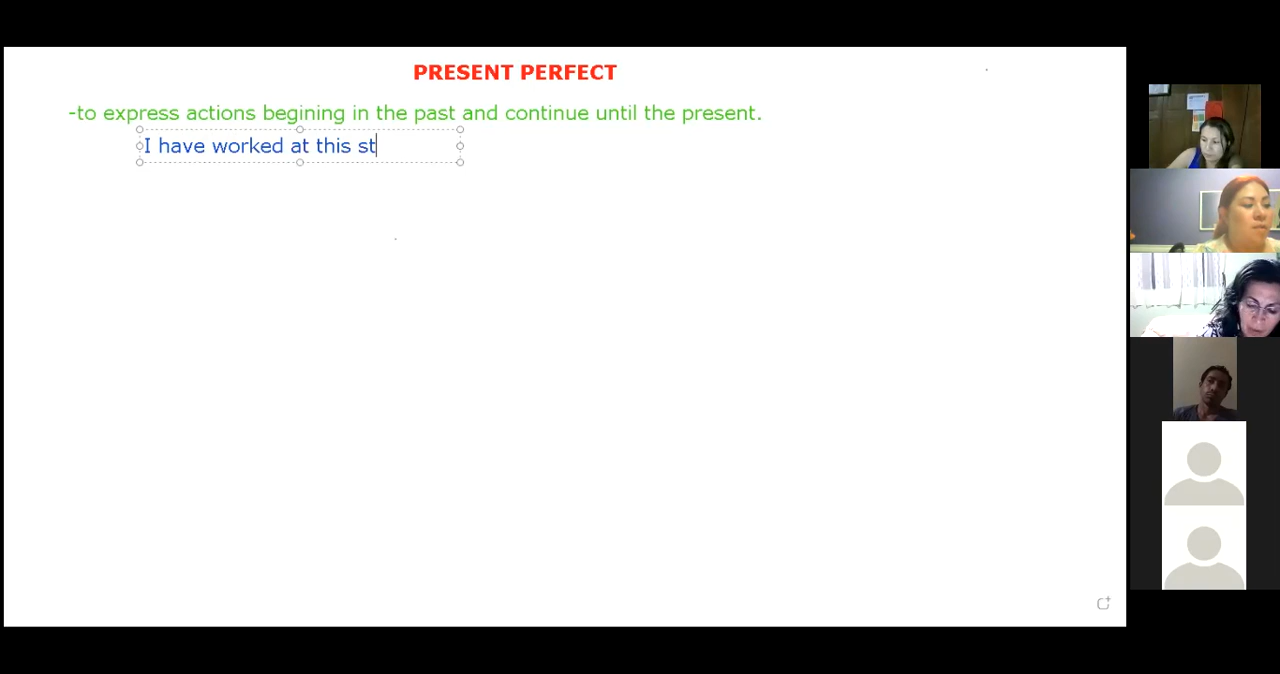 PRESENT PERFECT
-to express actions begining in the past and continue until the present.
I have worked at this st